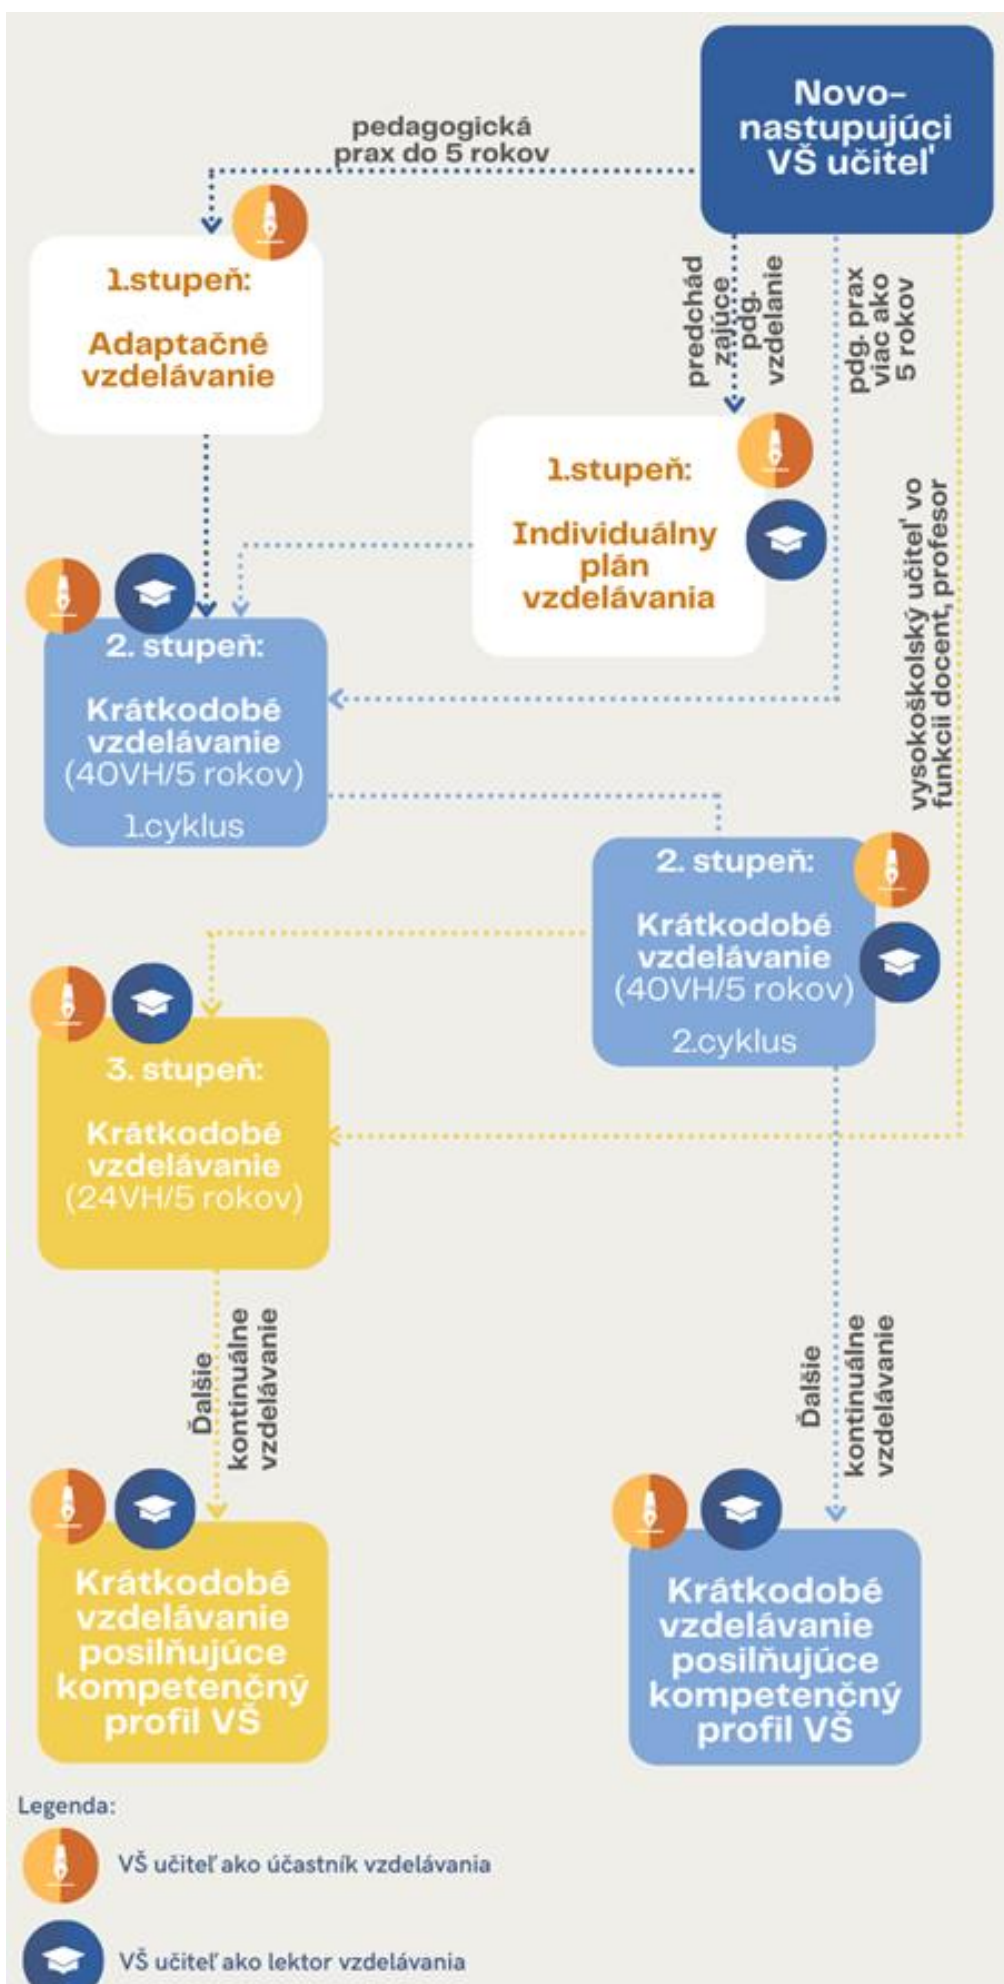 Novo-
nastupujúci
VŠ učiteľ
pedagogická
prax do 5 rokov
predchád
zajúce
pdg.
vzdelanie
pdg. prax
viac ako
5 rokov
vysokoškolský učiteľ vo
funkcii docent, profesor
1.stupeň:
Adaptačné
vzdelávanie
1.stupeň:
Individuálny
plán
vzdelávania
2. stupeň:
Krátkodobé
vzdelávanie
(40VH/5 rokov)
1.cyklus
2. stupeň:
Krátkodobé
vzdelávanie
(40VH/5 rokov)
2.cyklus
3. stupeň:
Krátkodobé
vzdelávanie
(24VH/5 rokov)
Ďalšie
kontinuálne
vzdelávanie
Ďalšie
kontinuálne
vzdelávanie
Krátkodobé
vzdelávanie
posilňujúce
kompetenčný
profil VŠ
Krátkodobé
vzdelávanie
posilňujúce
kompetenčný
profil VŠ
Legenda:
VŠ učiteľ ako účastník vzdelávania
VŠ učiteľ ako lektor vzdelávania